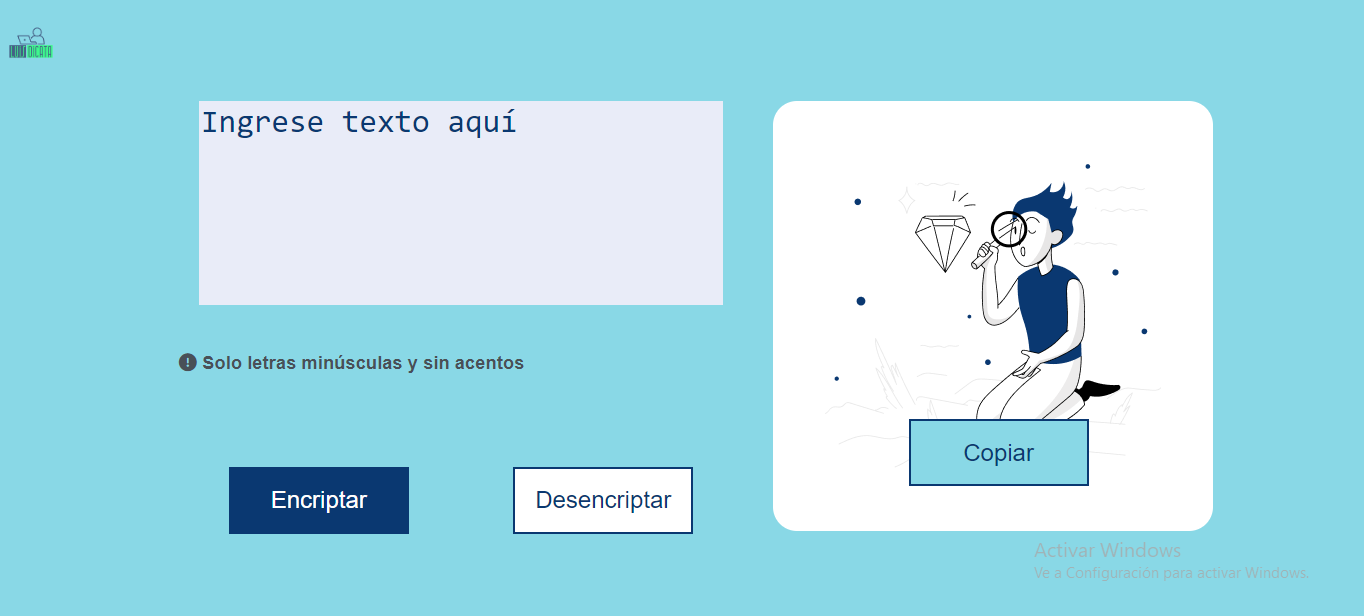 DICATA
Ingrese texto aquí
Solo letras minúsculas y sin acentos
Encriptar
Desencriptar
Copiar
Activar Windows
Ve a Configuración para activar Windows.